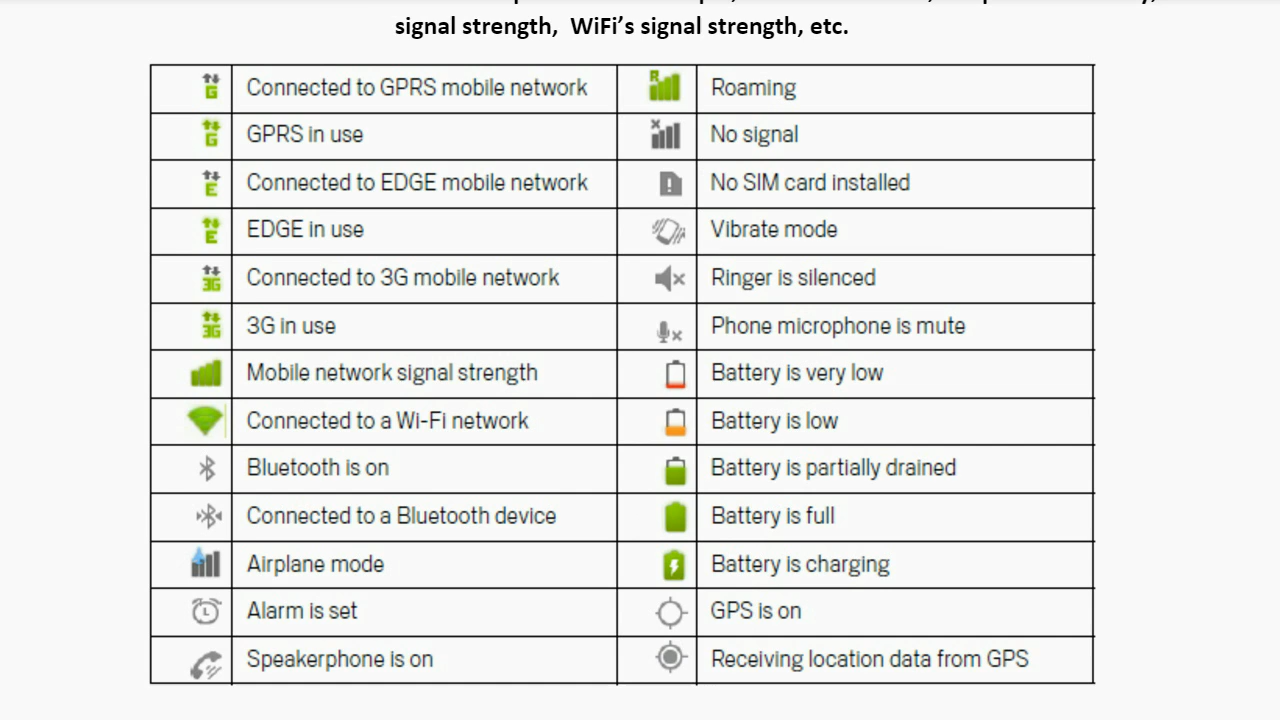 signal strength, WiFi’s signal strength, etc.
G Connected to GPRS mobile network R Roaming
G GPRS in use No signal
E Connected to EDGE mobile network No SIM card installed
E EDGE in use Vibrate mode
3G Connected to 3G mobile network Ringer is silenced
3G 3G in use Phone microphone is mute
Mobile network signal strength Battery is very low
Connected to a Wi-Fi network Battery is low
Bluetooth is on Battery is partially drained
Connected to a Bluetooth device Battery is full
Airplane mode Battery is charging
Alarm is set GPS is on
Speakerphone is on Receiving location data from GPS